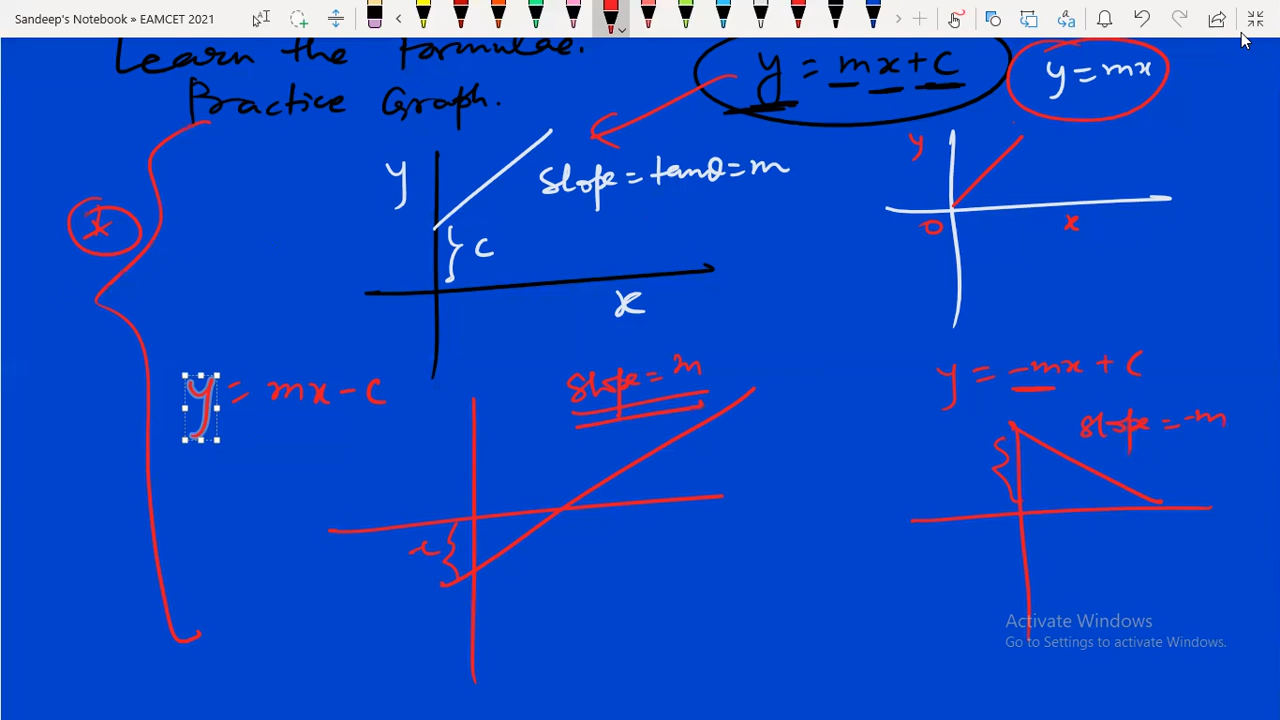 Sandeep's Notebook » EAMCET 2021
Learn the formulae.
Practice Graph.
y = mx+c
y=mx
y
slope=tanθ=m
c
x
y
0
x
I
y = mx-c
slope=m
y = -mx+c
slope=-m
Activate Windows
Go to Settings to activate Windows.